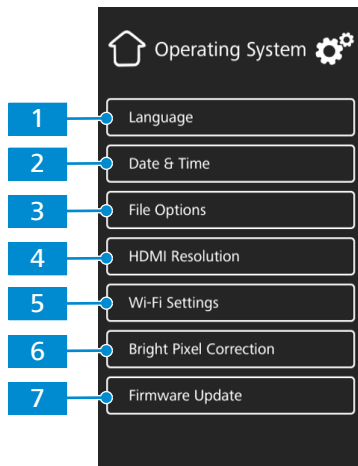 Operating System
1 Language
2 Date & Time
3 File Options
4 HDMI Resolution
5 Wi-Fi Settings
6 Bright Pixel Correction
7 Firmware Update